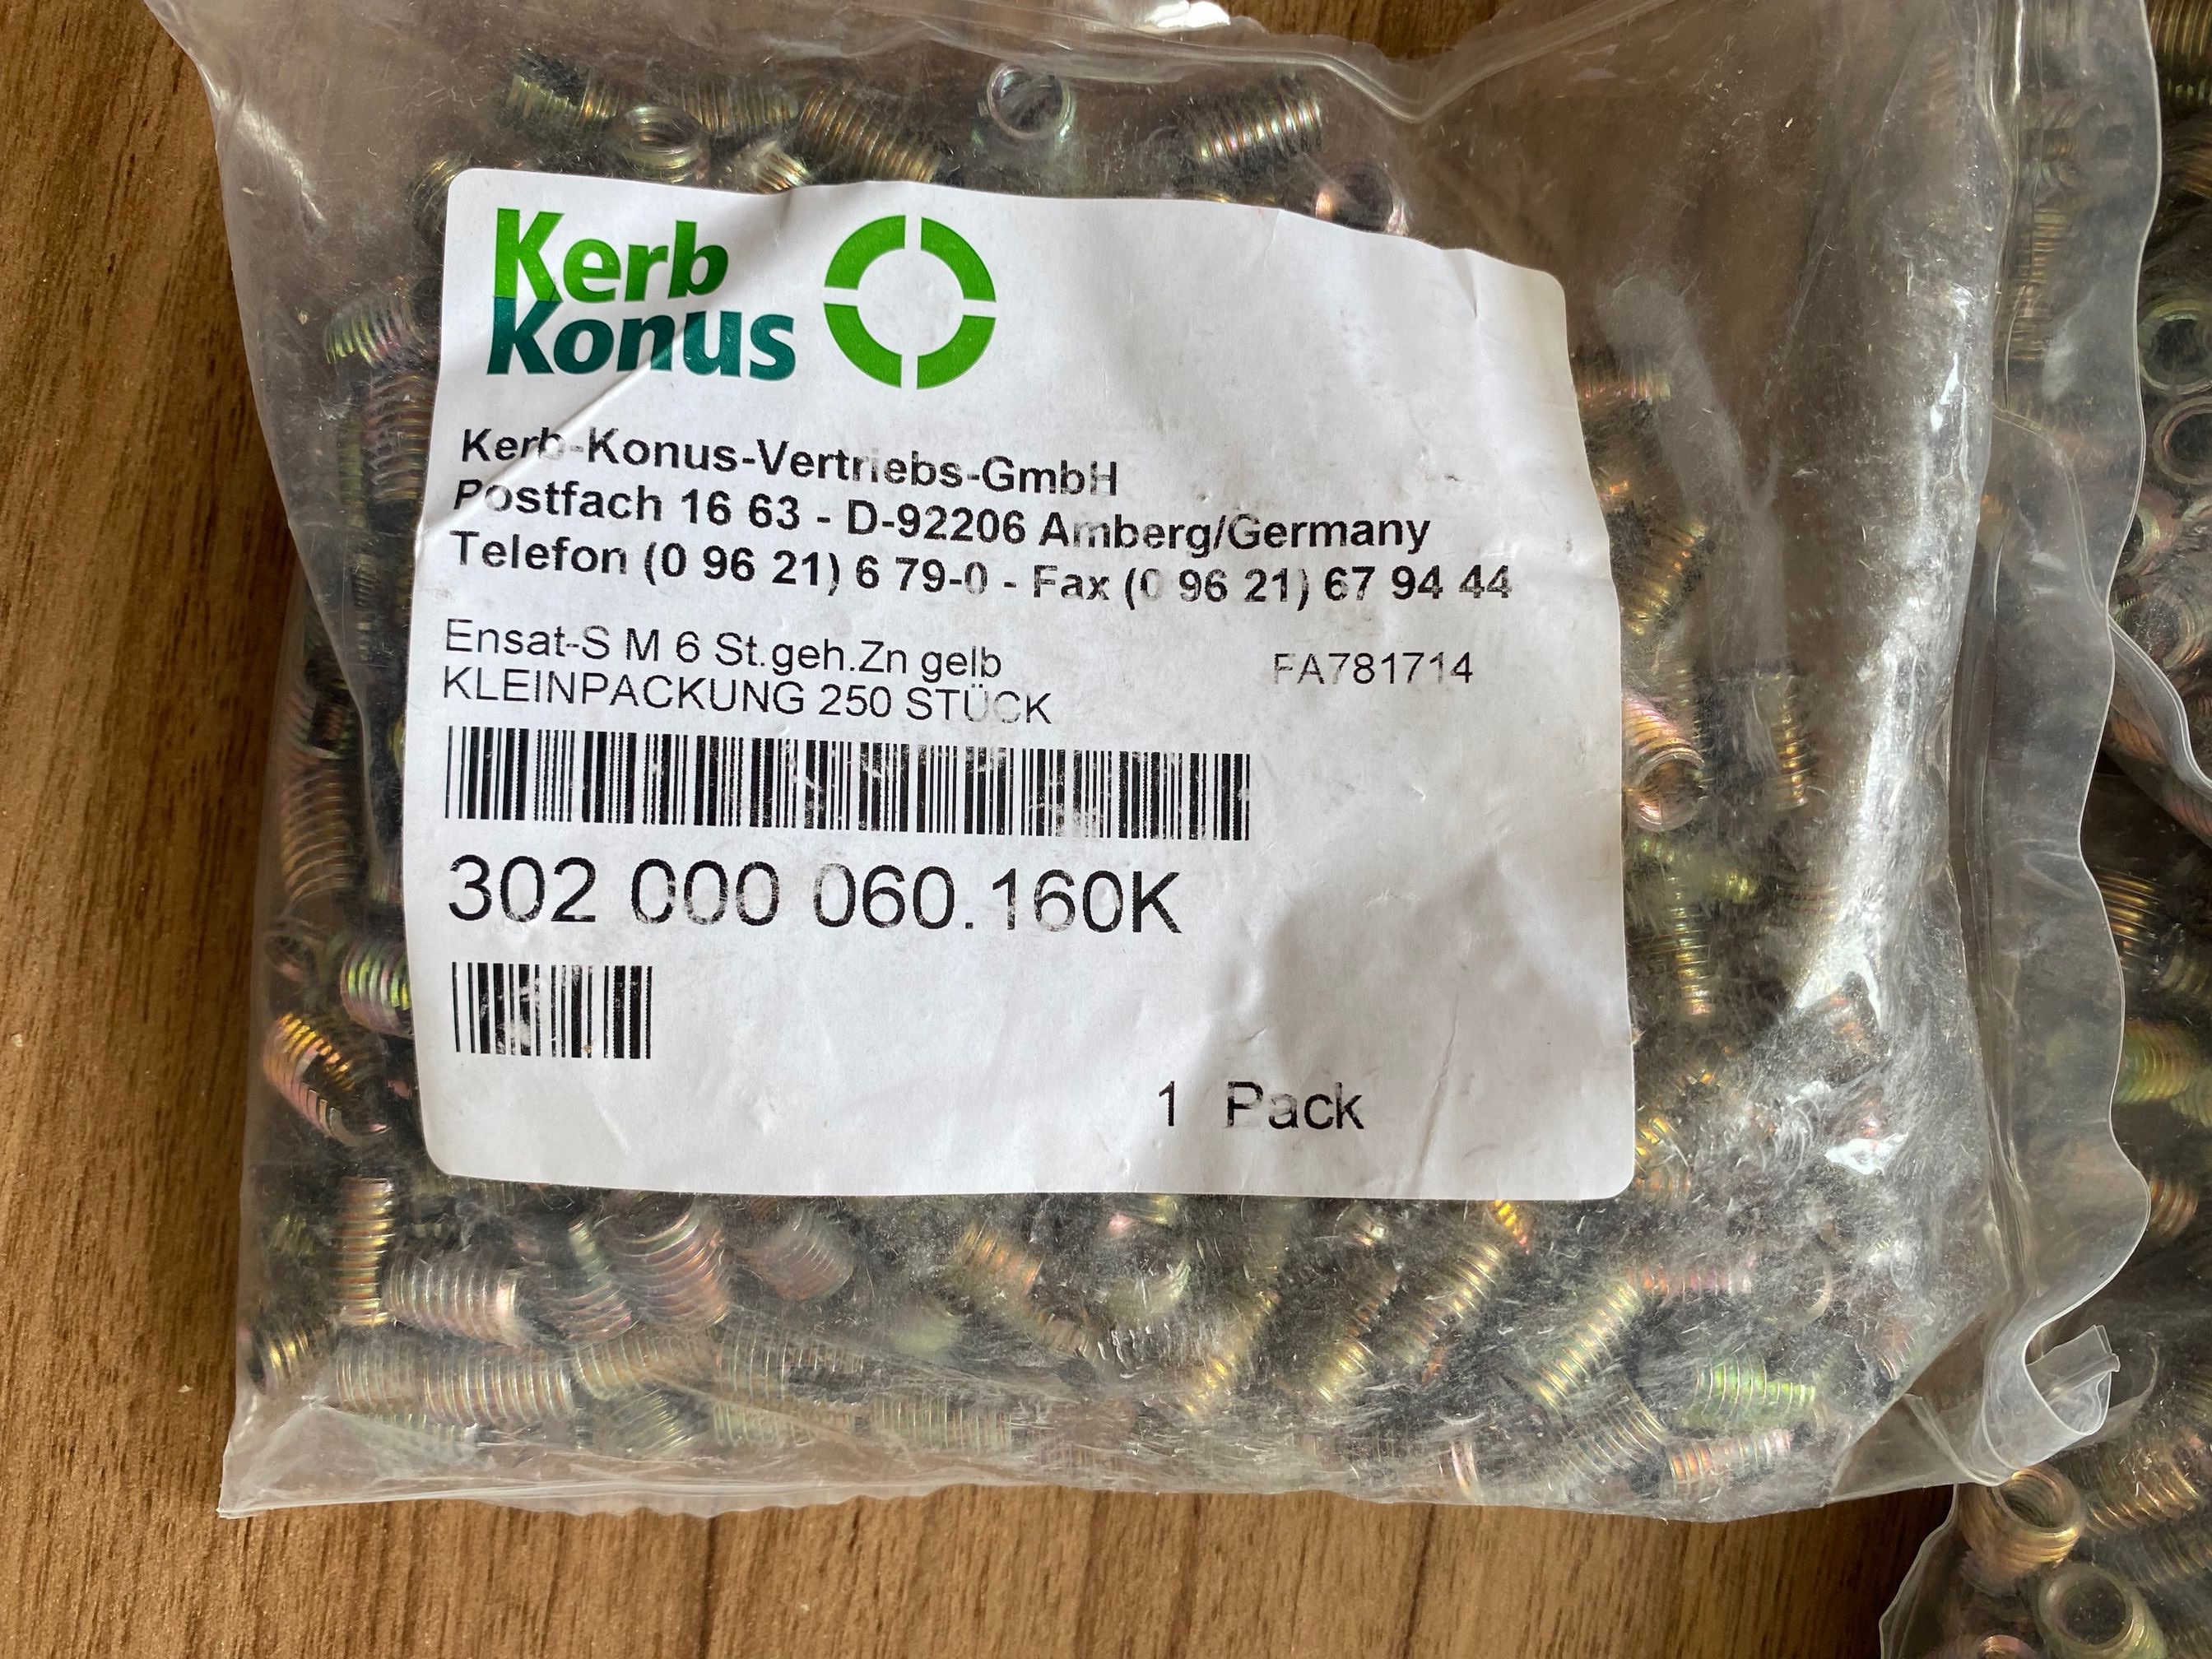 Kerb
Konus
Kerb-Konus-Vertriebs-GmbH
Postfach 16 63 - D-92206 Amberg/Germany
Telefon (0 96 21) 6 79-0 - Fax (0 96 21) 67 94 44
Ensat-S M 6 St.geh.Zn gelb FA781714
KLEINPACKUNG 250 STÜCK
302 000 060.160K
1 Pack